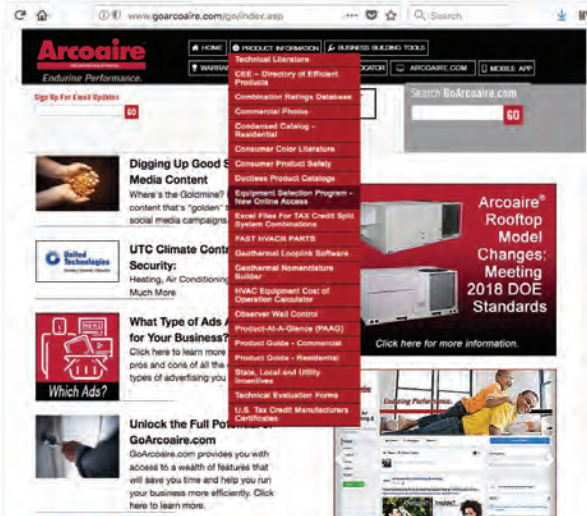 www.goarcoaire.com/go/index.asp
Search
Arcoaire
Enduring Performance.
HOME
PRODUCT INFORMATION
BUSINESS BUILDING TOOLS
ARCOAIRE.COM
MOBILE APP
Sign Up For Email Updates
GO
Search GoArcoaire.com
GO
Technical Literature
CEE – Directory of Efficient
Products
Combination Ratings Database
Commercial Photos
Condensed Catalog –
Residential
Consumer Color Literature
Consumer Product Safety
Ductless Product Catalogs
Equipment Selection Program –
New Online Access
Excel Files For TAX Credit Split
System Combinations
FAST HVACR PARTS
Geothermal Looplink Software
Geothermal Nomenclature
Builder
HVAC Equipment Cost of
Operation Calculator
Observer Wall Control
Product-At-A-Glance (PAAG)
Product Guide - Commercial
Product Guide - Residential
State, Local and Utility
Incentives
Technical Evaluation Forms
U.S. Tax Credit Manufacturers
Certificates
Digging Up Good S
Media Content
Where's the Goldmine?
content that's "golden" t
social media campaigns
United
Technologies
UTC Climate Contr
Security:
Heating, Air Conditioning
Much More
NEWS
Which Ads?
What Type of Ads A
for Your Business?
Click here to learn more
pros and cons of all the
types of advertising you
Unlock the Full Potential of
GoArcoaire.com
GoArcoaire.com provides you with
access to a wealth of features that
will save you time and help you run
your business more efficiently. Click
here to learn more.
Arcoaire®
Rooftop
Model
Changes:
Meeting
2018 DOE
Standards
Click here for more information.
Enduring Performance.